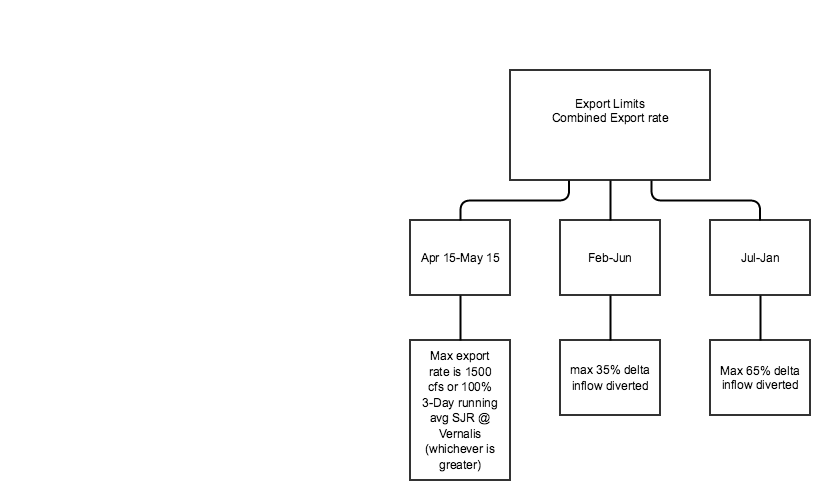 Export Limits
Combined Export rate
Apr 15-May 15
Feb-Jun
Jul-Jan
Max export
rate is 1500
cfs or 100%
3-Day running
avg SJR @
Vernalis
(whichever is
greater)
max 35% delta
inflow diverted
Max 65% delta
inflow diverted